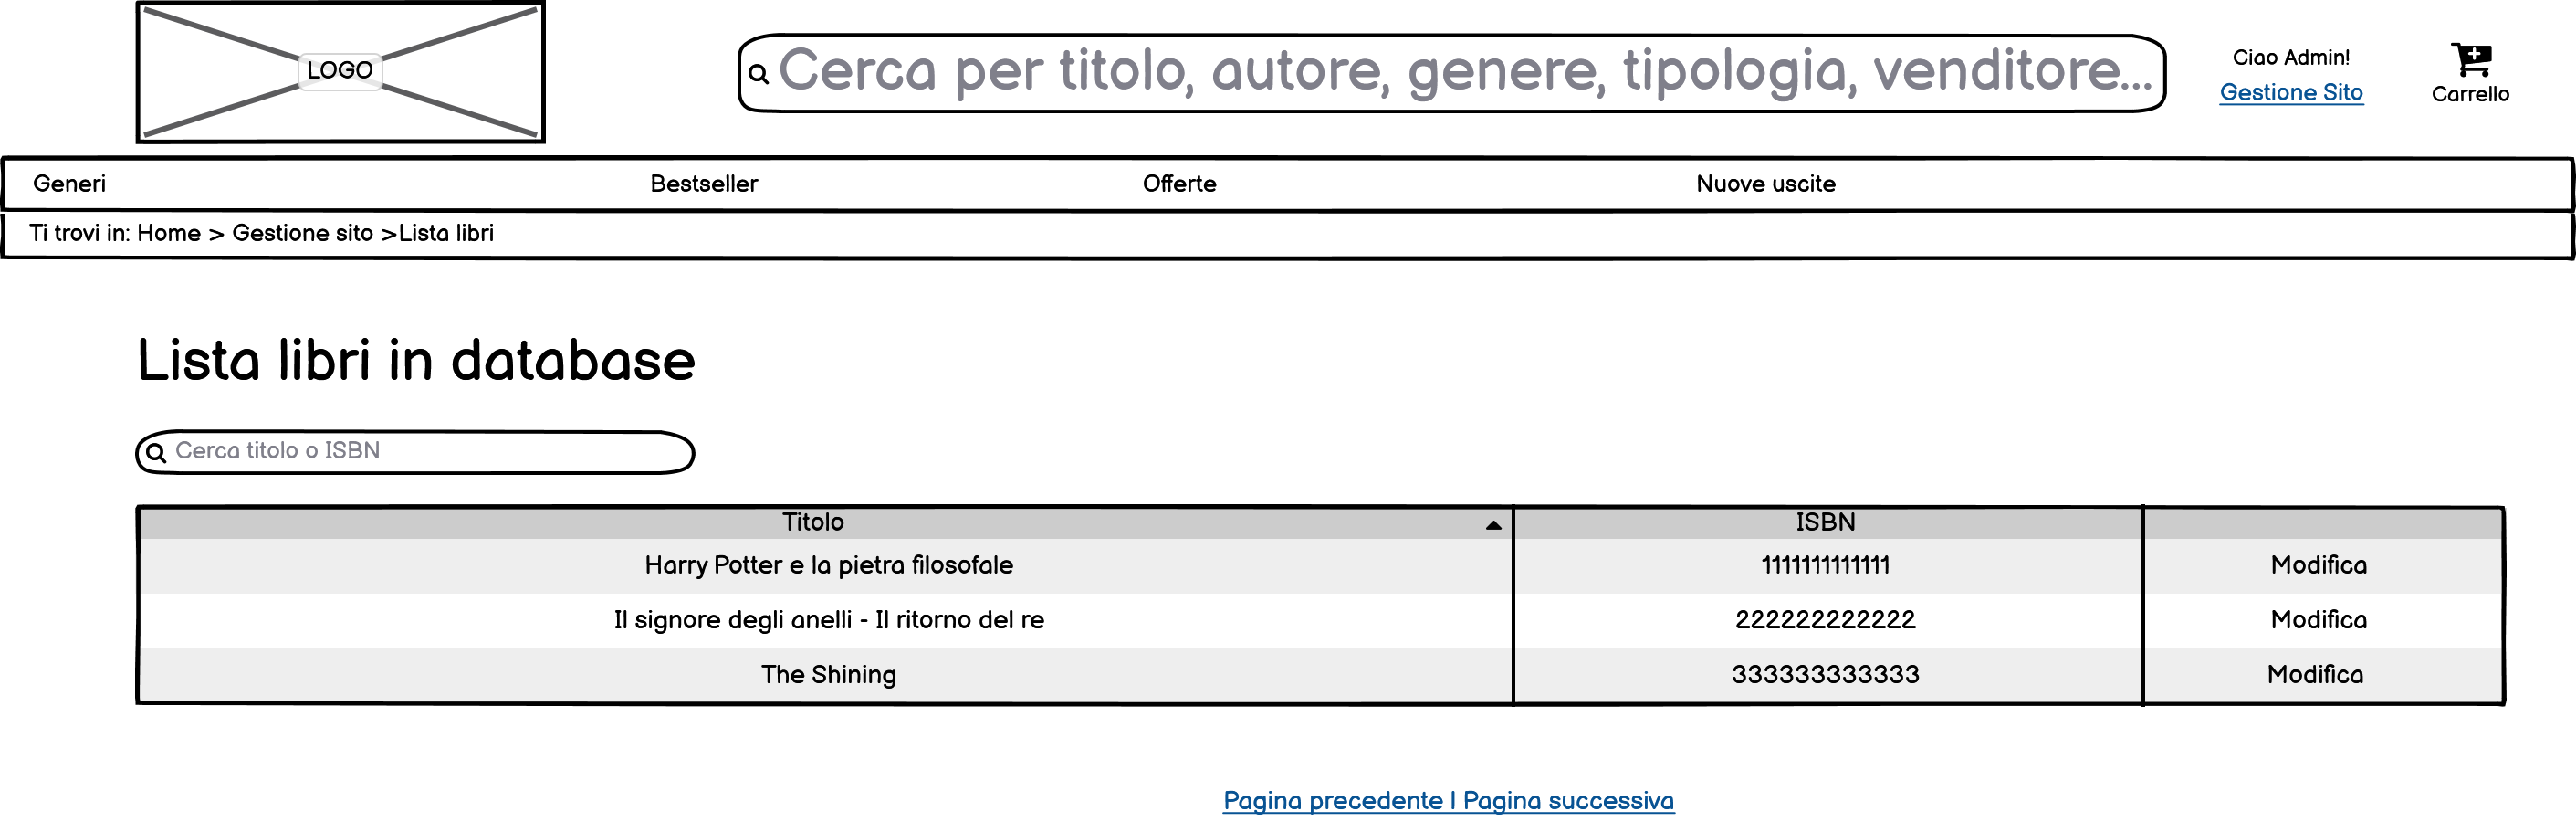 LOGO
Cerca per titolo, autore, genere, tipologia, venditore...
Ciao Admin!
Gestione Sito
Carrello
Generi Bestseller Offerte Nuove uscite
Ti trovi in: Home > Gestione sito >Lista libri
Lista libri in database
Cerca titolo o ISBN
Titolo ISBN
Harry Potter e la pietra filosofale 1111111111111 Modifica
Il signore degli anelli - Il ritorno del re 222222222222 Modifica
The Shining 333333333333 Modifica
Pagina precedente | Pagina successiva